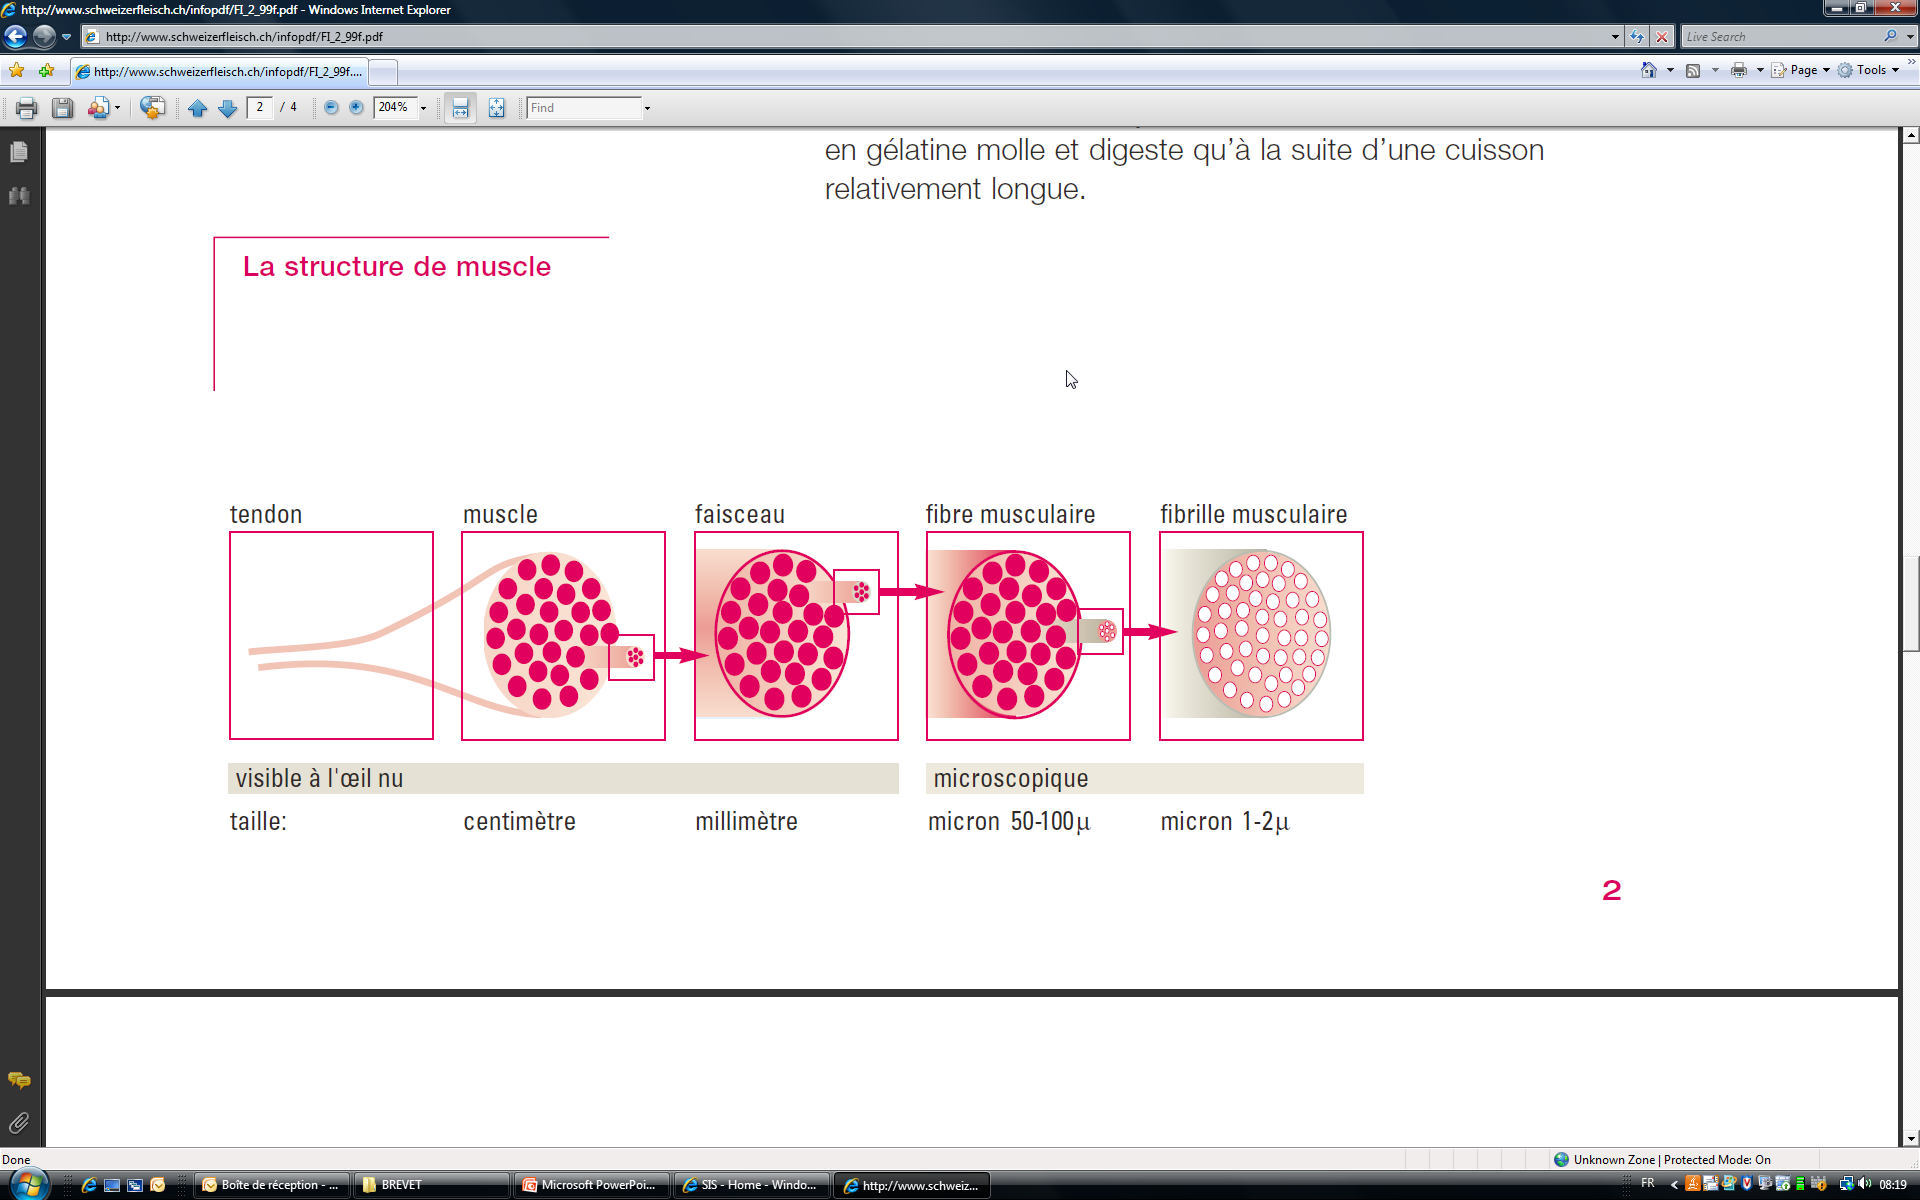 http://www.schweizerfleisch.ch/infopdf/FI_2_99f.pdf - Windows Internet Explorer
http://www.schweizerfleisch.ch/infopdf/FI_2_99f.pdf
Live Search
http://www.schweizerfleisch.ch/infopdf/FI_2_99f....
Page
Tools
2 / 4
204%
Find
en gélatine molle et digeste qu’à la suite d’une cuisson
relativement longue.
La structure de muscle
tendon muscle faisceau fibre musculaire fibrille musculaire
visible à l'œil nu microscopique
taille: centimètre millimètre micron 50-100µ micron 1-2µ
2
Done
Unknown Zone | Protected Mode: On
Boîte de réception - ...
BREVET
Microsoft PowerPoi...
SIS - Home - Windo...
http://www.schweiz...
FR
08:19